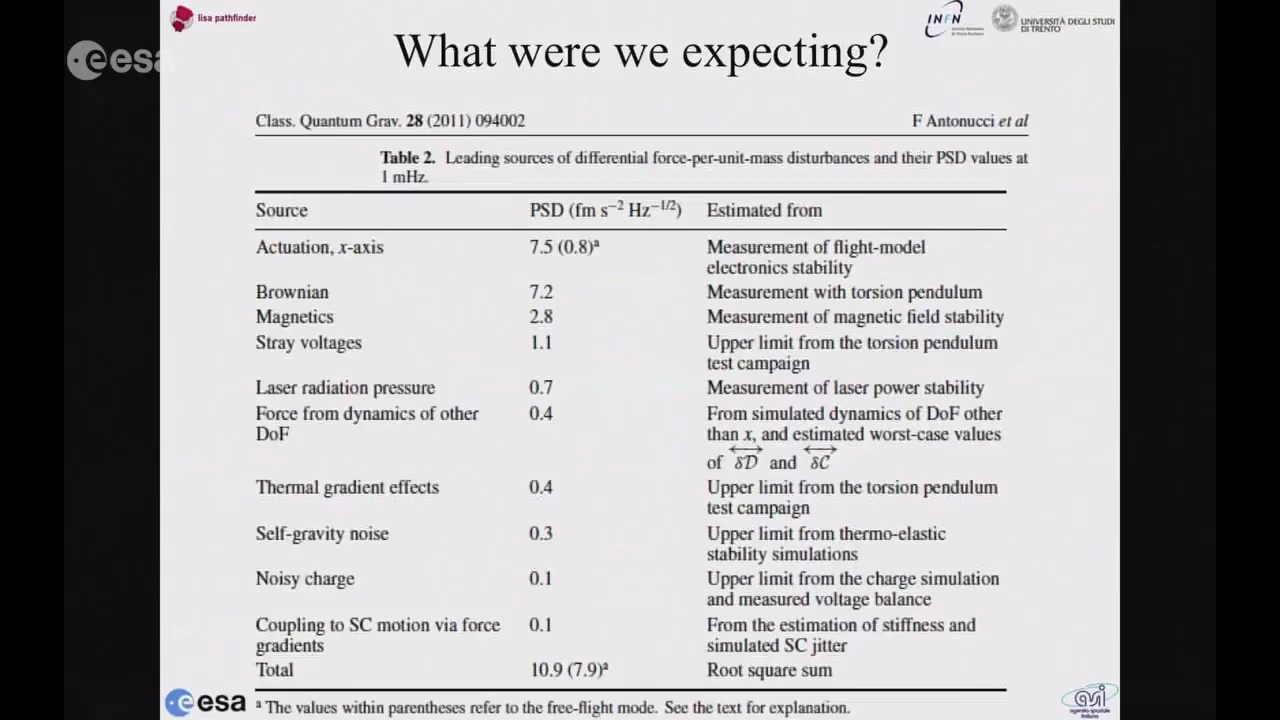 lisa pathfinder
INFN
UNIVERSITÀ DEGLI STUDI
DI TRENTO
esa
What were we expecting?
Class. Quantum Grav. 28 (2011) 094002 F Antonucci et al
Table 2. Leading sources of differential force-per-unit-mass disturbances and their PSD values at
1 mHz.
Source PSD (fm s⁻² Hz⁻¹/²) Estimated from
Actuation, x-axis 7.5 (0.8)ᵃ Measurement of flight-model
electronics stability
Brownian 7.2 Measurement with torsion pendulum
Magnetics 2.8 Measurement of magnetic field stability
Stray voltages 1.1 Upper limit from the torsion pendulum
test campaign
Laser radiation pressure 0.7 Measurement of laser power stability
Force from dynamics of other 0.4 From simulated dynamics of DoF other
DoF than x, and estimated worst-case values
of δD and δC
Thermal gradient effects 0.4 Upper limit from the torsion pendulum
test campaign
Self-gravity noise 0.3 Upper limit from thermo-elastic
stability simulations
Noisy charge 0.1 Upper limit from the charge simulation
and measured voltage balance
Coupling to SC motion via force 0.1 From the estimation of stiffness and
gradients simulated SC jitter
Total 10.9 (7.9)ᵃ Root square sum
ᵃ The values within parentheses refer to the free-flight mode. See the text for explanation.
esa
asi